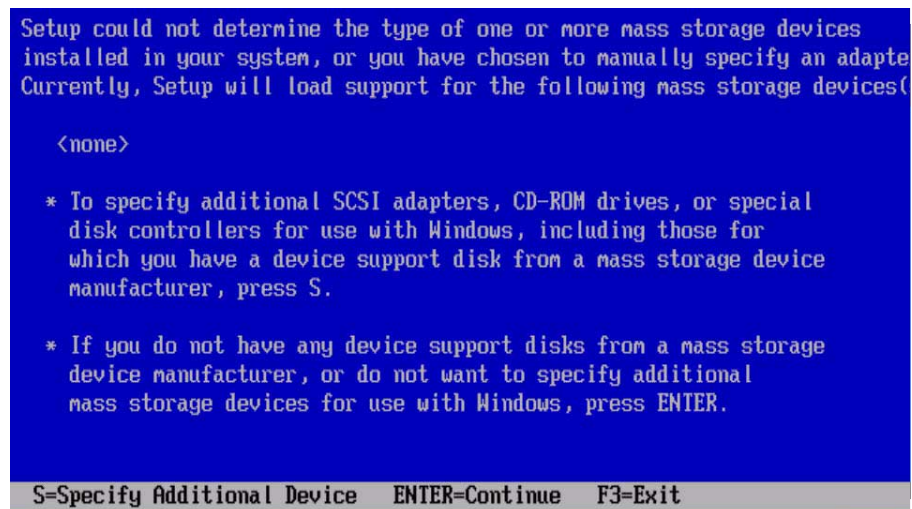 Setup could not determine the type of one or more mass storage devices
installed in your system, or you have chosen to manually specify an adapte
Currently, Setup will load support for the following mass storage devices(
<none>
* To specify additional SCSI adapters, CD-ROM drives, or special
disk controllers for use with Windows, including those for
which you have a device support disk from a mass storage device
manufacturer, press S.
* If you do not have any device support disks from a mass storage
device manufacturer, or do not want to specify additional
mass storage devices for use with Windows, press ENTER.
S=Specify Additional Device ENTER=Continue F3=Exit